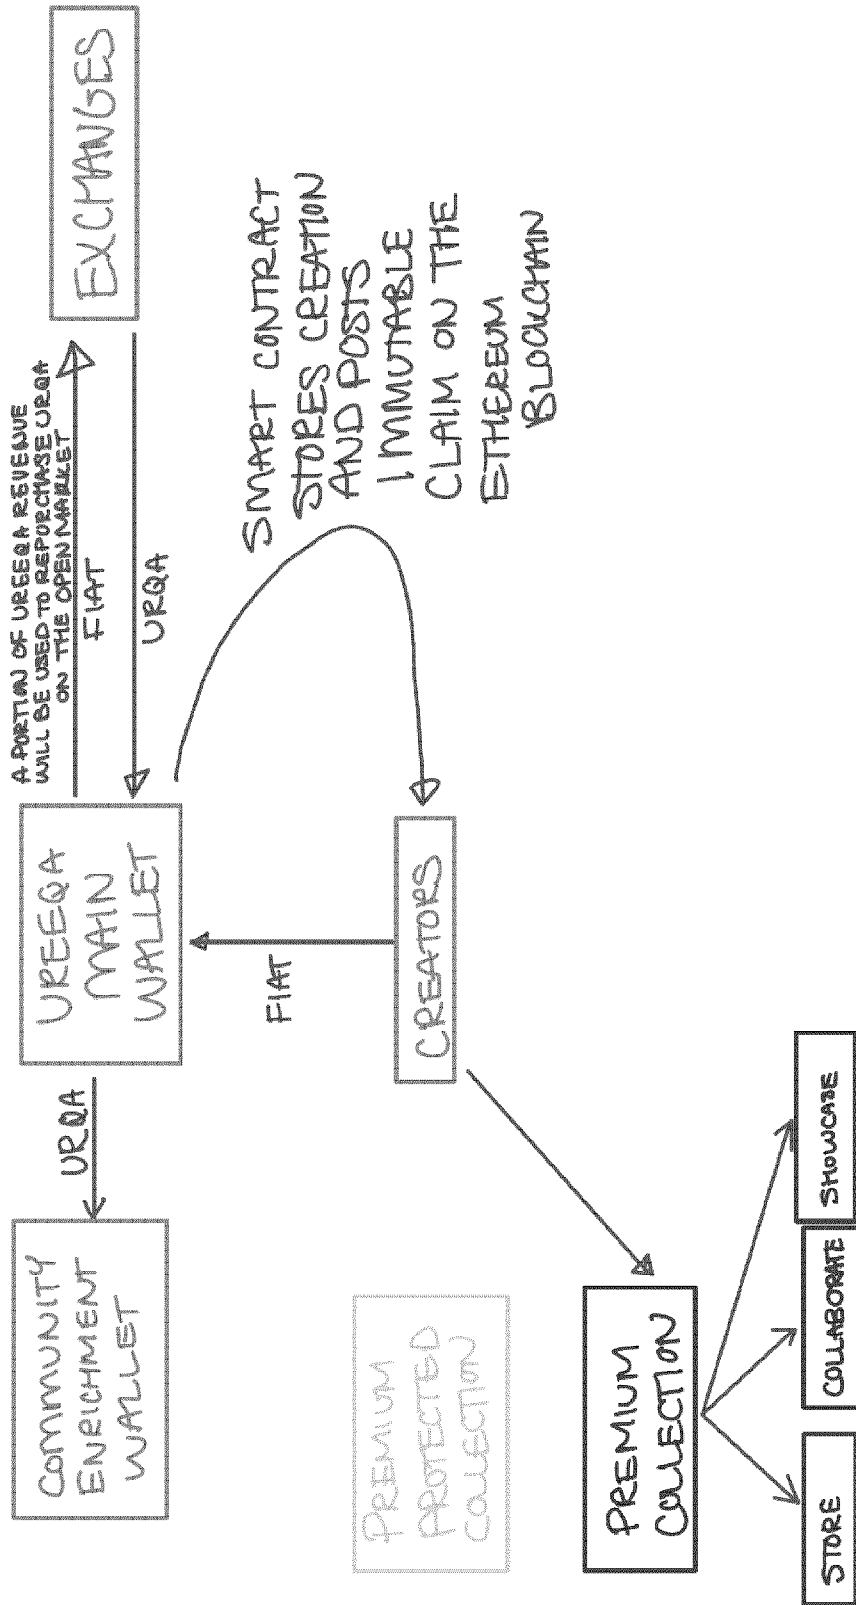 COMMUNITY
ENRICHMENT
WALLET
URQA
UREEQA
MAIN
WALLET
A PORTION OF UREEQA REVENUE
WILL BE USED TO REPURCHASE URQA
ON THE OPEN MARKET
FIAT
URQA
EXCHANGES
FIAT
SMART CONTRACT
STORES CREATION
AND POSTS
IMMUTABLE
CLAIM ON THE
ETHEREUM
BLOCKCHAIN
CREATORS
PREMIUM
PROTECTED
COLLECTION
PREMIUM
COLLECTION
STORE
COLLABORATE
SHOWCASE